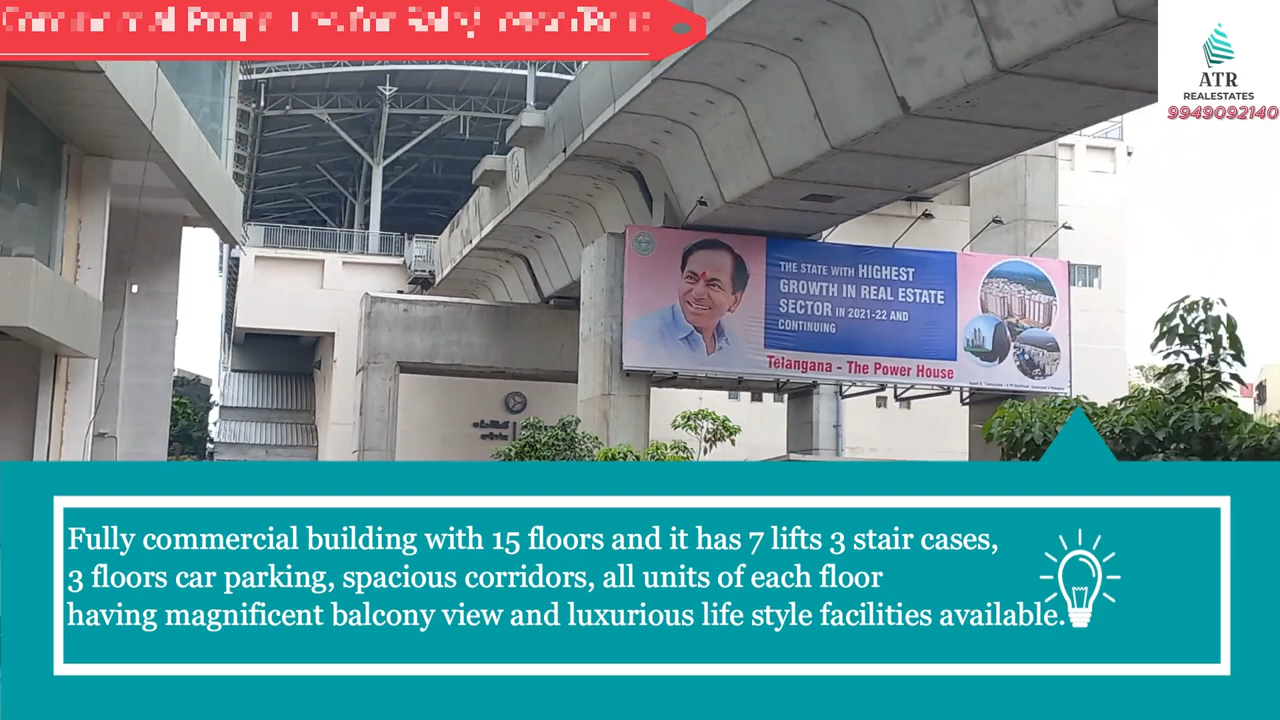 ATR
REALESTATES
9949092140
THE STATE WITH HIGHEST
GROWTH IN REAL ESTATE
SECTOR IN 2021-22 AND
CONTINUING
Telangana - The Power House
Fully commercial building with 15 floors and it has 7 lifts 3 stair cases,
3 floors car parking, spacious corridors, all units of each floor
having magnificent balcony view and luxurious life style facilities available.